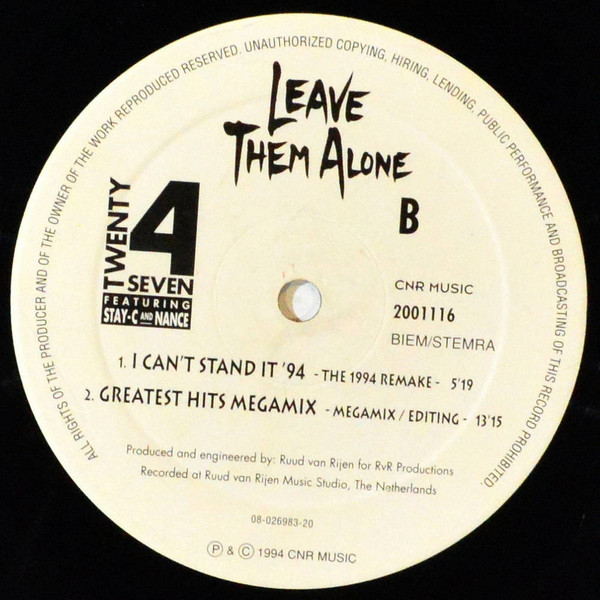 ALL RIGHTS OF THE PRODUCER AND OF THE OWNER OF THE WORK REPRODUCED RESERVED. UNAUTHORIZED COPYING, HIRING, LENDING, PUBLIC PERFORMANCE AND BROADCASTING OF THIS RECORD PROHIBITED.
LEAVE
THEM ALONE
B
TWENTY
4
SEVEN
FEATURING
STAY-C AND NANCE
CNR MUSIC
2001116
BIEM/STEMRA
1. I CAN'T STAND IT '94 - THE 1994 REMAKE - 5'19
2. GREATEST HITS MEGAMIX - MEGAMIX / EDITING - 13'15
Produced and engineered by: Ruud van Rijen for RvR Productions
Recorded at Ruud van Rijen Music Studio, The Netherlands
08-026983-20
Ⓟ & © 1994 CNR MUSIC